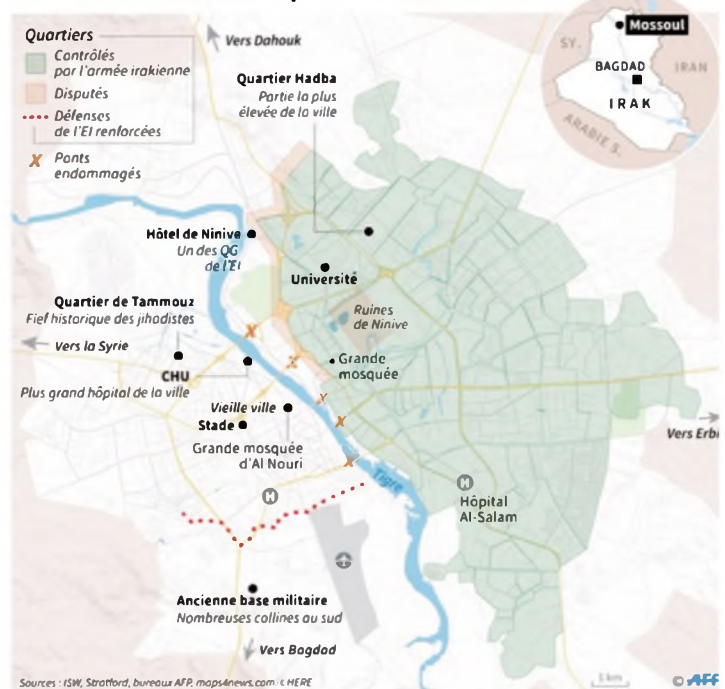 Quartiers
Contrôlés
par l'armée irakienne
Disputés
Défenses
de l'EI renforcées
Ponts
endommagés
Vers Dahouk
Quartier Hadba
Partie la plus
élevée de la ville
Mossoul
SY.
IRAN
BAGDAD
IRAK
ARABIE S.
Hôtel de Ninive
Un des QG
de l'EI
Université
Quartier de Tammouz
Fief historique des jihadistes
Ruines
de Ninive
Vers la Syrie
Grande
mosquée
CHU
Plus grand hôpital de la ville
Vieille ville
Stade
Vers Erbi
Grande mosquée
d'Al Nouri
Tigre
H
H
Hôpital
Al-Salam
Ancienne base militaire
Nombreuses collines au sud
Vers Bagdad
Sources : ISW, Stratford, bureaux AFP, maps4news.com/©HERE
1 km
© AFP